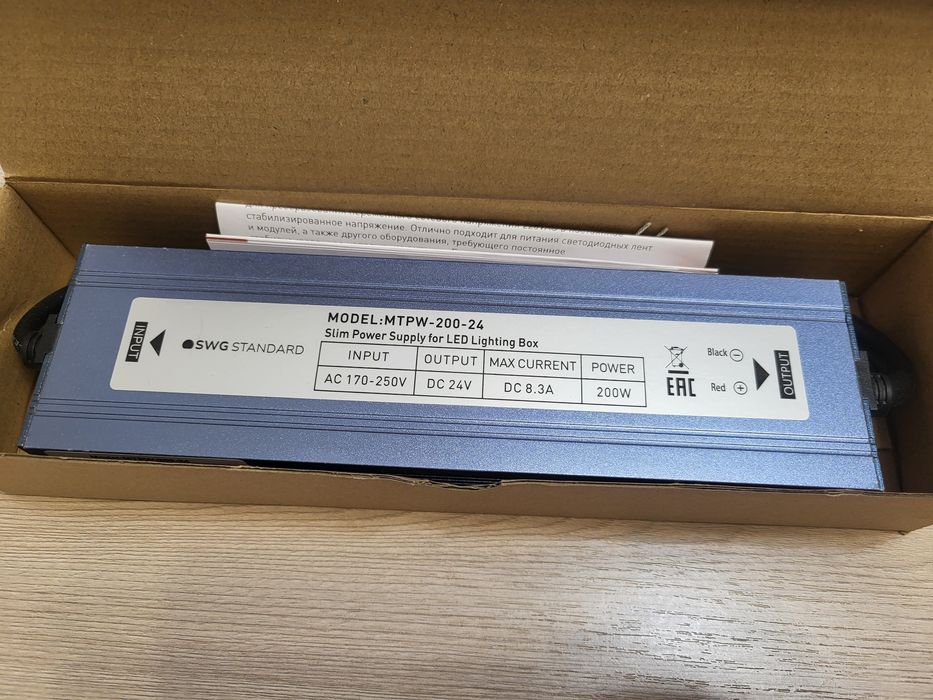 стабилизированное напряжение. Отлично подходит для питания светодиодных лент
и модулей, а также другого оборудования, требующего постоянное
MODEL:MTPW-200-24
Slim Power Supply for LED Lighting Box
INPUT
SWG STANDARD
INPUT OUTPUT MAX CURRENT POWER
AC 170-250V DC 24V DC 8.3A 200W
EAC
Black −
Red +
OUTPUT